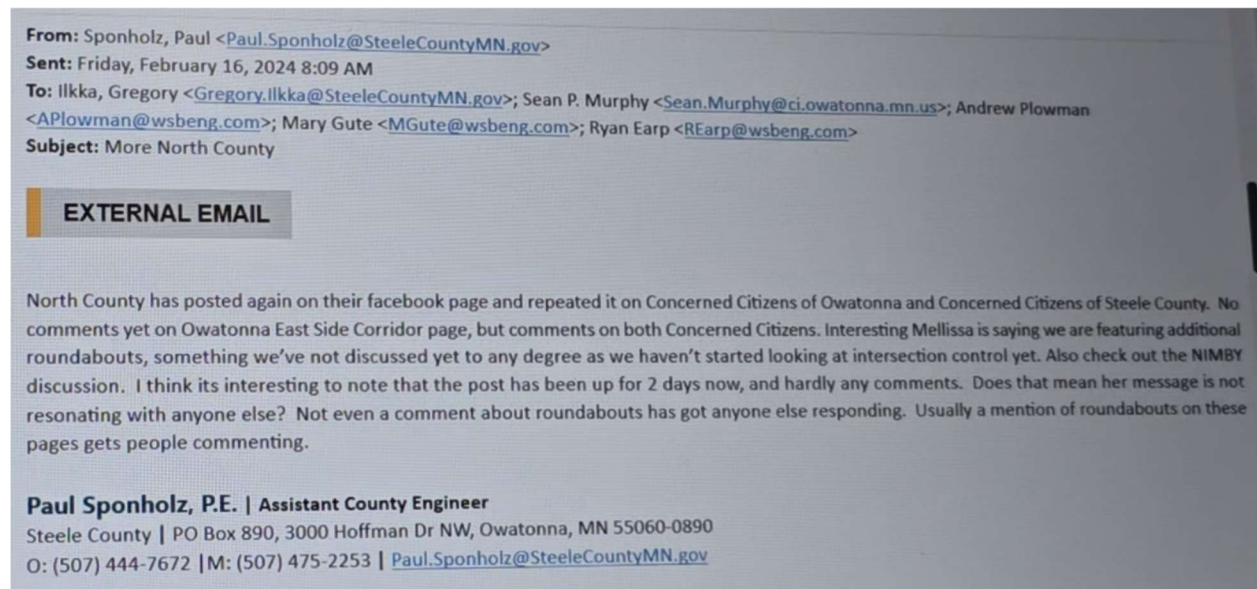 From: Sponholz, Paul <Paul.Sponholz@SteeleCountyMN.gov>
Sent: Friday, February 16, 2024 8:09 AM
To: Ilkka, Gregory <Gregory.Ilkka@SteeleCountyMN.gov>; Sean P. Murphy <Sean.Murphy@ci.owatonna.mn.us>; Andrew Plowman
<APlowman@wsbeng.com>; Mary Gute <MGute@wsbeng.com>; Ryan Earp <REarp@wsbeng.com>
Subject: More North County
EXTERNAL EMAIL
North County has posted again on their facebook page and repeated it on Concerned Citizens of Owatonna and Concerned Citizens of Steele County. No
comments yet on Owatonna East Side Corridor page, but comments on both Concerned Citizens. Interesting Mellissa is saying we are featuring additional
roundabouts, something we've not discussed yet to any degree as we haven't started looking at intersection control yet. Also check out the NIMBY
discussion. I think its interesting to note that the post has been up for 2 days now, and hardly any comments. Does that mean her message is not
resonating with anyone else? Not even a comment about roundabouts has got anyone else responding. Usually a mention of roundabouts on these
pages gets people commenting.
Paul Sponholz, P.E. | Assistant County Engineer
Steele County | PO Box 890, 3000 Hoffman Dr NW, Owatonna, MN 55060-0890
O: (507) 444-7672 |M: (507) 475-2253 | Paul.Sponholz@SteeleCountyMN.gov